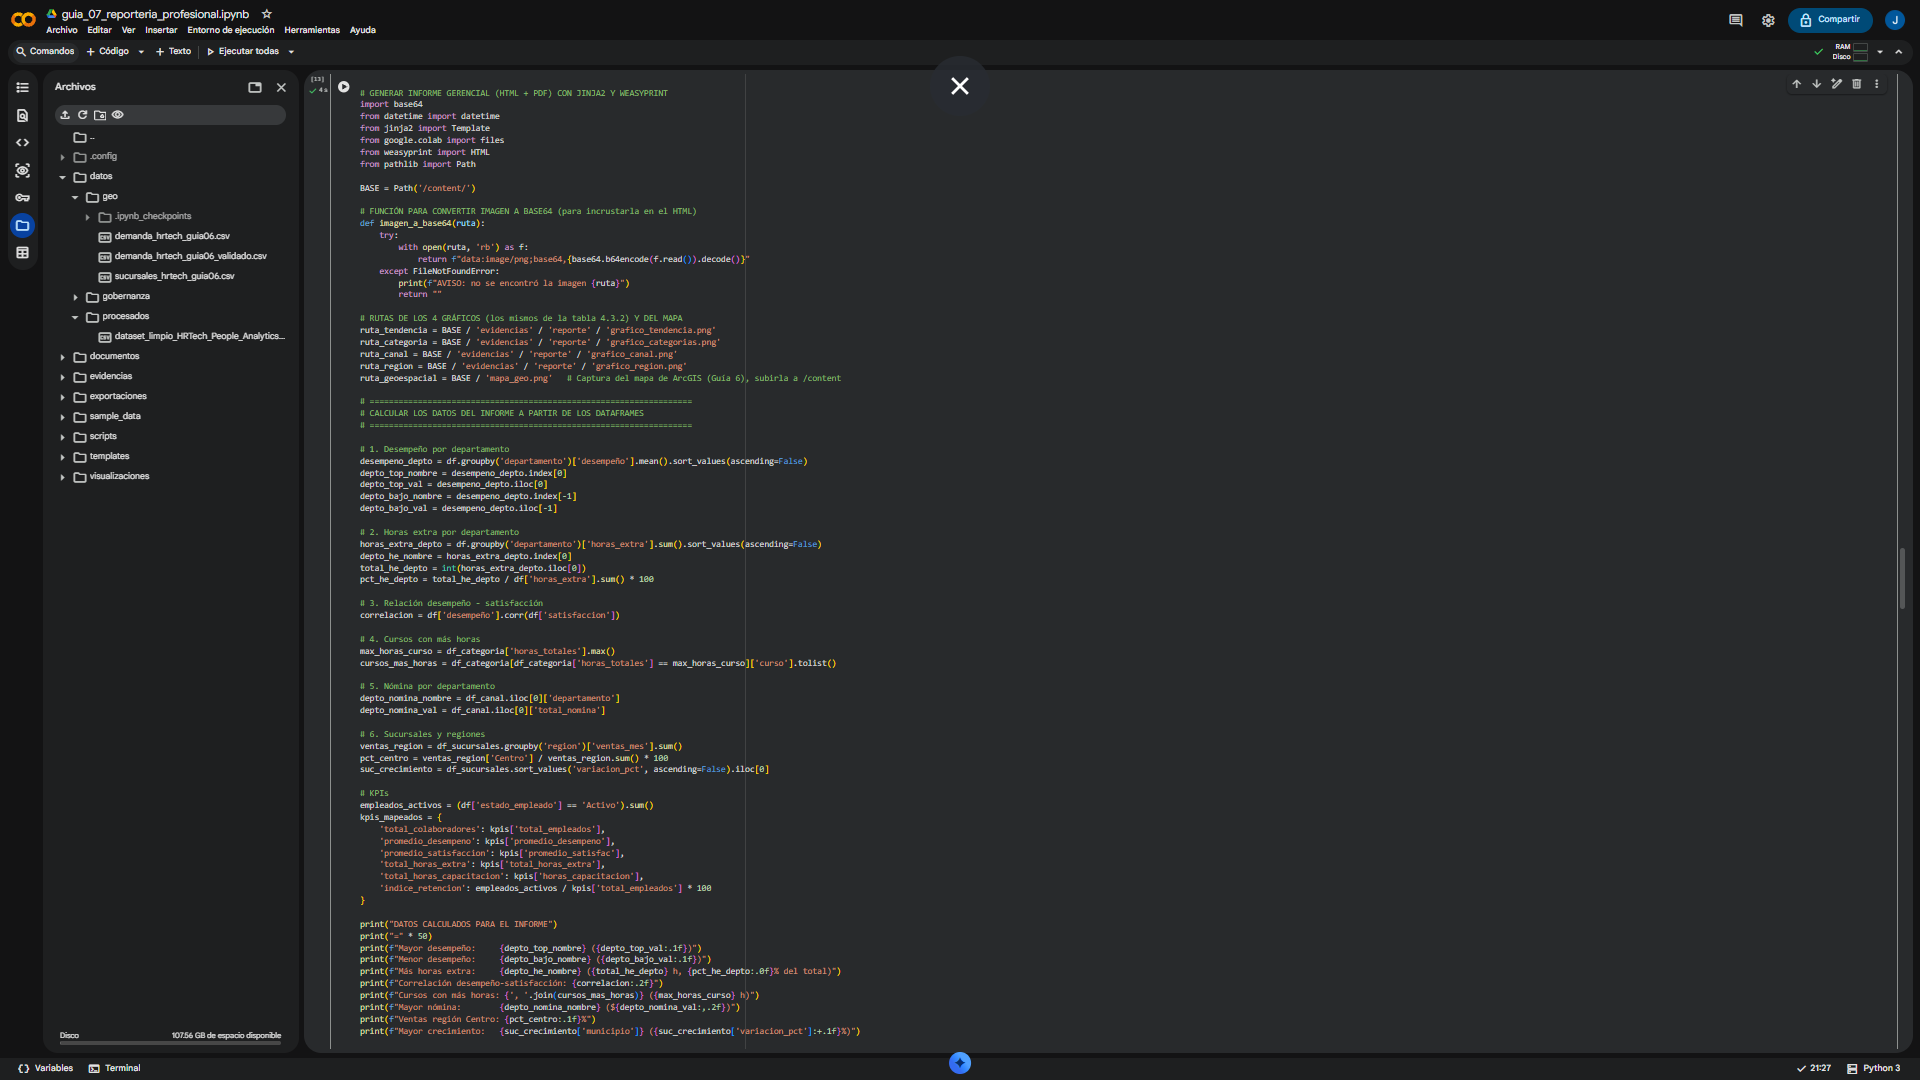 guia_07_reporteria_profesional.ipynb
Archivo Editar Ver Insertar Entorno de ejecución Herramientas Ayuda
Compartir
J
Comandos + Código + Texto Ejecutar todas
RAM
Disco
Archivos
..
.config
datos
geo
.ipynb_checkpoints
demanda_hrtech_guia06.csv
demanda_hrtech_guia06_validado.csv
sucursales_hrtech_guia06.csv
gobernanza
procesados
dataset_limpio_HRTech_People_Analytics...
documentos
evidencias
exportaciones
sample_data
scripts
templates
visualizaciones
Disco 107.56 GB de espacio disponible
[13]
4 s
# GENERAR INFORME GERENCIAL (HTML + PDF) CON JINJA2 Y WEASYPRINT
import base64
from datetime import datetime
from jinja2 import Template
from google.colab import files
from weasyprint import HTML
from pathlib import Path
BASE = Path('/content/')
# FUNCIÓN PARA CONVERTIR IMAGEN A BASE64 (para incrustarla en el HTML)
def imagen_a_base64(ruta):
    try:
        with open(ruta, 'rb') as f:
            return f"data:image/png;base64,{base64.b64encode(f.read()).decode()}"
    except FileNotFoundError:
        print(f"AVISO: no se encontró la imagen {ruta}")
        return ""
# RUTAS DE LOS 4 GRÁFICOS (los mismos de la tabla 4.3.2) Y DEL MAPA
ruta_tendencia = BASE / 'evidencias' / 'reporte' / 'grafico_tendencia.png'
ruta_categoria = BASE / 'evidencias' / 'reporte' / 'grafico_categorias.png'
ruta_canal = BASE / 'evidencias' / 'reporte' / 'grafico_canal.png'
ruta_region = BASE / 'evidencias' / 'reporte' / 'grafico_region.png'
ruta_geoespacial = BASE / 'mapa_geo.png'   # Captura del mapa de ArcGIS (Guía 6), subirla a /content
# ===================================================================
# CALCULAR LOS DATOS DEL INFORME A PARTIR DE LOS DATAFRAMES
# ===================================================================
# 1. Desempeño por departamento
desempeno_depto = df.groupby('departamento')['desempeño'].mean().sort_values(ascending=False)
depto_top_nombre = desempeno_depto.index[0]
depto_top_val = desempeno_depto.iloc[0]
depto_bajo_nombre = desempeno_depto.index[-1]
depto_bajo_val = desempeno_depto.iloc[-1]
# 2. Horas extra por departamento
horas_extra_depto = df.groupby('departamento')['horas_extra'].sum().sort_values(ascending=False)
depto_he_nombre = horas_extra_depto.index[0]
total_he_depto = int(horas_extra_depto.iloc[0])
pct_he_depto = total_he_depto / df['horas_extra'].sum() * 100
# 3. Relación desempeño - satisfacción
correlacion = df['desempeño'].corr(df['satisfaccion'])
# 4. Cursos con más horas
max_horas_curso = df_categoria['horas_totales'].max()
cursos_mas_horas = df_categoria[df_categoria['horas_totales'] == max_horas_curso]['curso'].tolist()
# 5. Nómina por departamento
depto_nomina_nombre = df_canal.iloc[0]['departamento']
depto_nomina_val = df_canal.iloc[0]['total_nomina']
# 6. Sucursales y regiones
ventas_region = df_sucursales.groupby('region')['ventas_mes'].sum()
pct_centro = ventas_region['Centro'] / ventas_region.sum() * 100
suc_crecimiento = df_sucursales.sort_values('variacion_pct', ascending=False).iloc[0]
# KPIs
empleados_activos = (df['estado_empleado'] == 'Activo').sum()
kpis_mapeados = {
    'total_colaboradores': kpis['total_empleados'],
    'promedio_desempeno': kpis['promedio_desempeno'],
    'promedio_satisfaccion': kpis['promedio_satisfac'],
    'total_horas_extra': kpis['total_horas_extra'],
    'total_horas_capacitacion': kpis['horas_capacitacion'],
    'indice_retencion': empleados_activos / kpis['total_empleados'] * 100
}
print("DATOS CALCULADOS PARA EL INFORME")
print("=" * 50)
print(f"Mayor desempeño:     {depto_top_nombre} ({depto_top_val:.1f})")
print(f"Menor desempeño:     {depto_bajo_nombre} ({depto_bajo_val:.1f})")
print(f"Más horas extra:     {depto_he_nombre} ({total_he_depto} h, {pct_he_depto:.0f}% del total)")
print(f"Correlación desempeño-satisfacción: {correlacion:.2f}")
print(f"Cursos con más horas: {', '.join(cursos_mas_horas)} ({max_horas_curso} h)")
print(f"Mayor nómina:        {depto_nomina_nombre} (${depto_nomina_val:,.2f})")
print(f"Ventas región Centro: {pct_centro:.1f}%")
print(f"Mayor crecimiento:   {suc_crecimiento['municipio']} ({suc_crecimiento['variacion_pct']:+.1f}%)")
Variables Terminal
21:27 Python 3